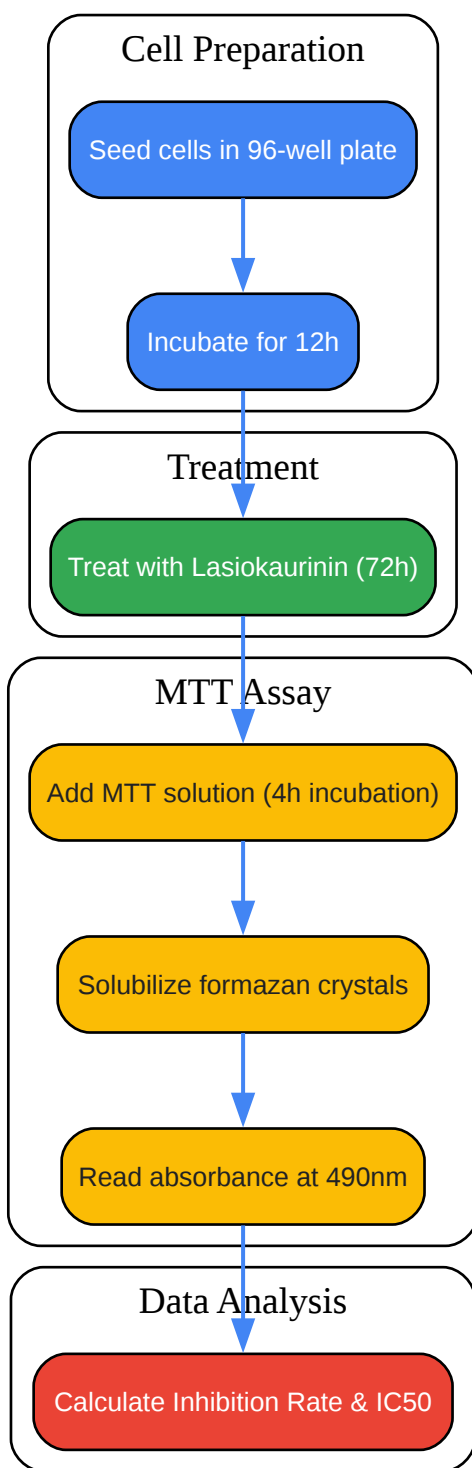 Cell Preparation
Seed cells in 96-well plate
Incubate for 12h
Treatment
Treat with Lasiokaurinin (72h)
MTT Assay
Add MTT solution (4h incubation)
Solubilize formazan crystals
Read absorbance at 490nm
Data Analysis
Calculate Inhibition Rate & IC50